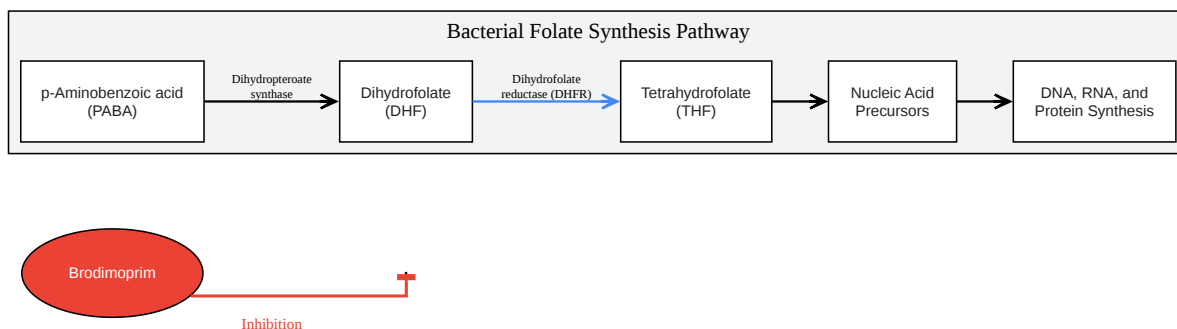 Bacterial Folate Synthesis Pathway
p-Aminobenzoic acid
(PABA)
Dihydropteroate
synthase
Dihydrofolate
(DHF)
Dihydrofolate
reductase (DHFR)
Tetrahydrofolate
(THF)
Nucleic Acid
Precursors
DNA, RNA, and
Protein Synthesis
Brodimoprim
Inhibition